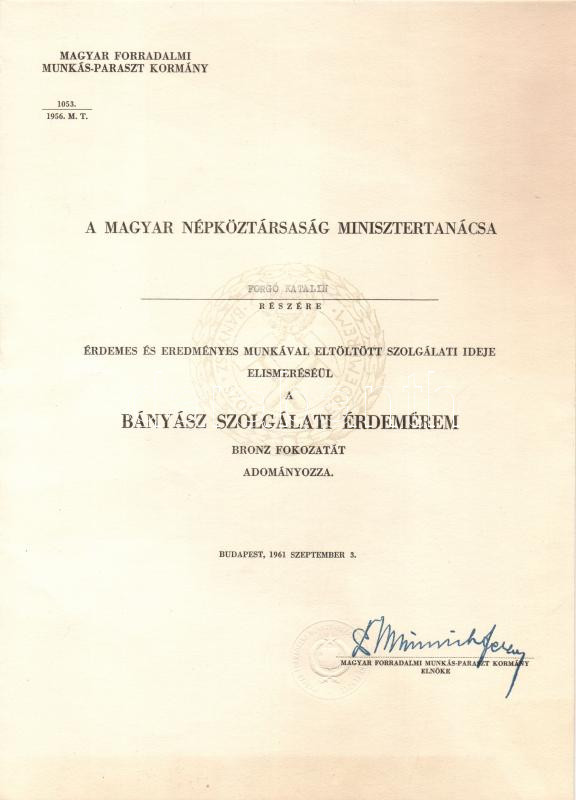 MAGYAR FORRADALMI
MUNKÁS-PARASZT KORMÁNY
1053.
1956. M. T.
A MAGYAR NÉPKÖZTÁRSASÁG MINISZTERTANÁCSA
FORGÓ KATALIN
RÉSZÉRE
ÉRDEMES ÉS EREDMÉNYES MUNKÁVAL ELTÖLTÖTT SZOLGÁLATI IDEJE
ELISMERÉSÉÜL
A
BÁNYÁSZ SZOLGÁLATI ÉRDEMÉREM
BRONZ FOKOZATÁT
ADOMÁNYOZZA.
BUDAPEST, 1961 SZEPTEMBER 3.
MAGYAR FORRADALMI MUNKÁS-PARASZT KORMÁNY
ELNÖKE